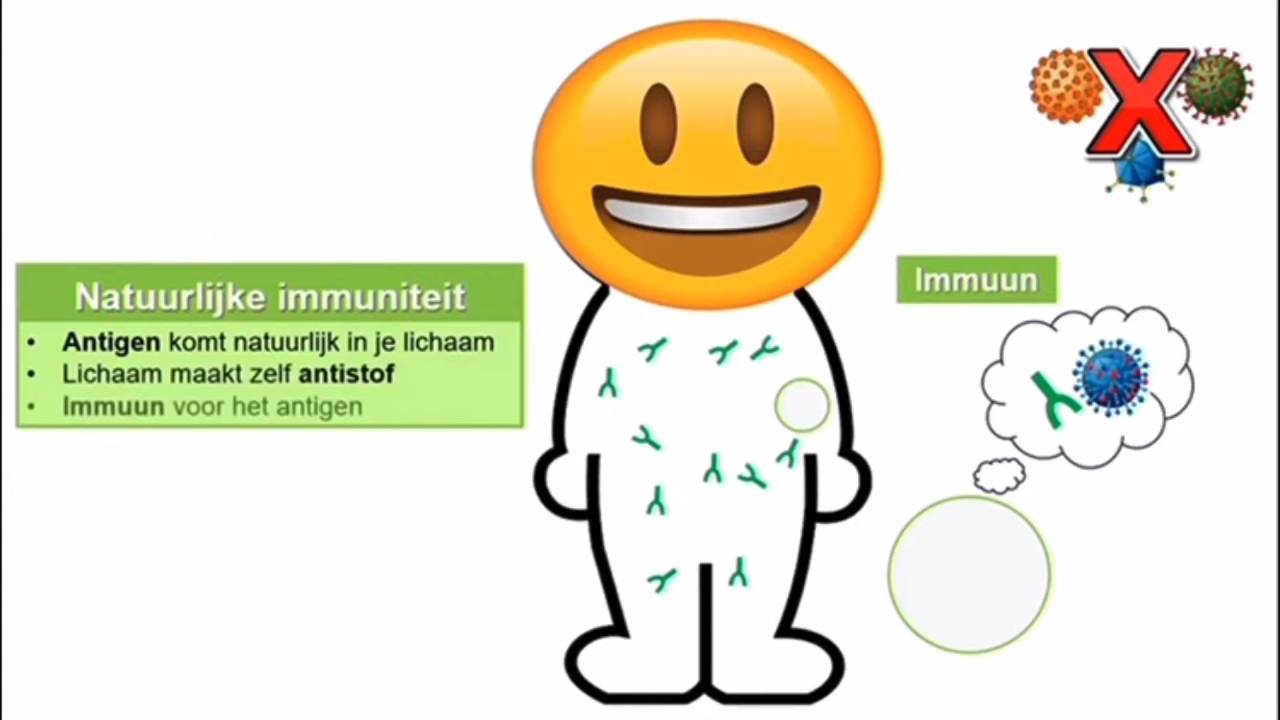 Natuurlijke immuniteit
• Antigen komt natuurlijk in je lichaam
• Lichaam maakt zelf antistof
• Immuun voor het antigen
Immuun